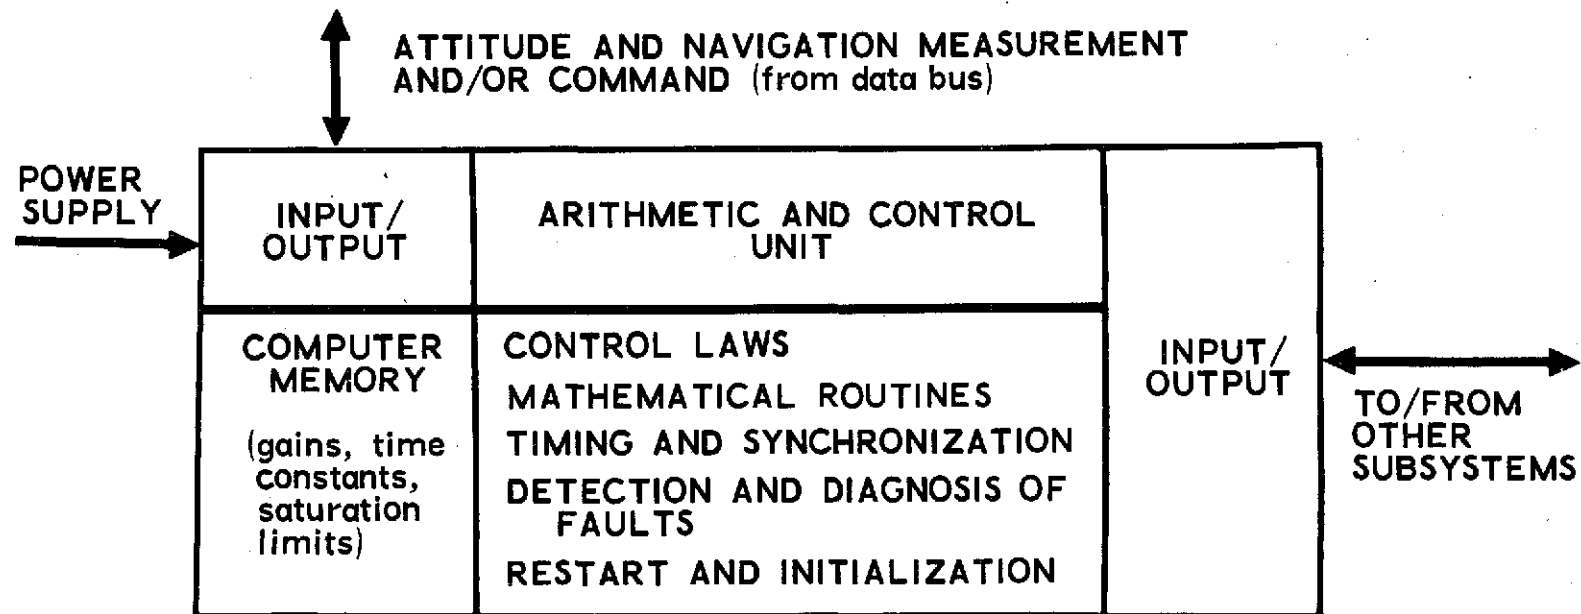 ATTITUDE AND NAVIGATION MEASUREMENT
AND/OR COMMAND (from data bus)
POWER
SUPPLY
INPUT/
OUTPUT
ARITHMETIC AND CONTROL
UNIT
COMPUTER
MEMORY
(gains, time
constants,
saturation
limits)
CONTROL LAWS
MATHEMATICAL ROUTINES
TIMING AND SYNCHRONIZATION
DETECTION AND DIAGNOSIS OF
FAULTS
RESTART AND INITIALIZATION
INPUT/
OUTPUT
TO/FROM
OTHER
SUBSYSTEMS